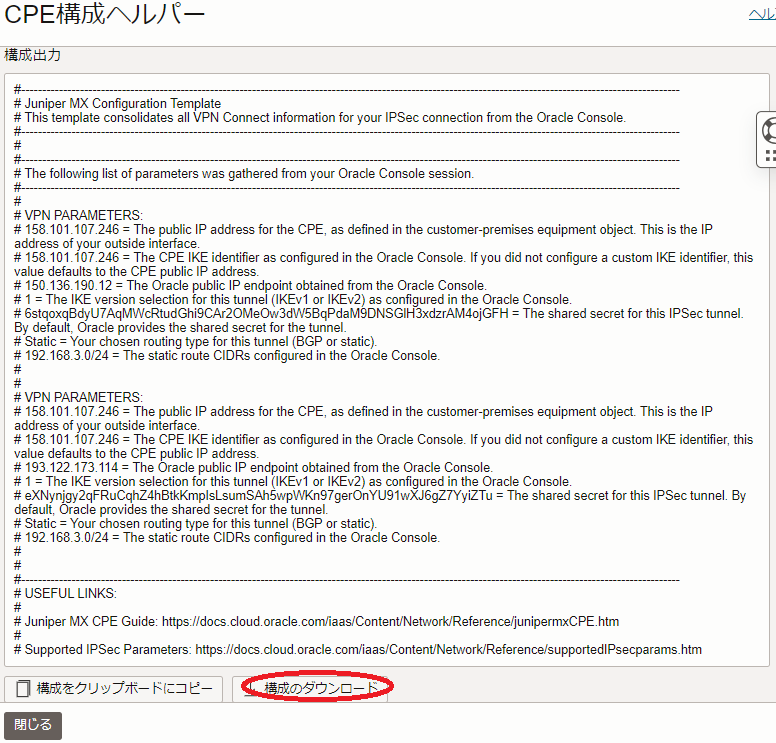 CPE構成ヘルパー
ヘル
構成出力
#------------------------------------------------------------------------------------------------------------------------
# Juniper MX Configuration Template
# This template consolidates all VPN Connect information for your IPSec connection from the Oracle Console.
#------------------------------------------------------------------------------------------------------------------------
#
#------------------------------------------------------------------------------------------------------------------------
# The following list of parameters was gathered from your Oracle Console session.
#------------------------------------------------------------------------------------------------------------------------
#
# VPN PARAMETERS:
# 158.101.107.246 = The public IP address for the CPE, as defined in the customer-premises equipment object. This is the IP
address of your outside interface.
# 158.101.107.246 = The CPE IKE identifier as configured in the Oracle Console. If you did not configure a custom IKE identifier, this
value defaults to the CPE public IP address.
# 150.136.190.12 = The Oracle public IP endpoint obtained from the Oracle Console.
# 1 = The IKE version selection for this tunnel (IKEv1 or IKEv2) as configured in the Oracle Console.
# 6stqoxqBdyU7AqMWcRtudGhi9CAr2OMeOw3dW5BqPdaM9DNSGIH3xdzrAM4ojGFH = The shared secret for this IPSec tunnel.
By default, Oracle provides the shared secret for the tunnel.
# Static = Your chosen routing type for this tunnel (BGP or static).
# 192.168.3.0/24 = The static route CIDRs configured in the Oracle Console.
#
#
# VPN PARAMETERS:
# 158.101.107.246 = The public IP address for the CPE, as defined in the customer-premises equipment object. This is the IP
address of your outside interface.
# 158.101.107.246 = The CPE IKE identifier as configured in the Oracle Console. If you did not configure a custom IKE identifier, this
value defaults to the CPE public IP address.
# 193.122.173.114 = The Oracle public IP endpoint obtained from the Oracle Console.
# 1 = The IKE version selection for this tunnel (IKEv1 or IKEv2) as configured in the Oracle Console.
# eXNynjgy2qFRuCqhZ4hBtkKmplsLsumSAh5wpWKn97gerOnYU91wXJ6gZ7YyiZTu = The shared secret for this IPSec tunnel. By
default, Oracle provides the shared secret for the tunnel.
# Static = Your chosen routing type for this tunnel (BGP or static).
# 192.168.3.0/24 = The static route CIDRs configured in the Oracle Console.
#
#
#------------------------------------------------------------------------------------------------------------------------
# USEFUL LINKS:
#
# Juniper MX CPE Guide: https://docs.cloud.oracle.com/iaas/Content/Network/Reference/junipermxCPE.htm
#
# Supported IPSec Parameters: https://docs.cloud.oracle.com/iaas/Content/Network/Reference/supportedIPsecparams.htm
構成をクリップボードにコピー
構成のダウンロード
閉じる